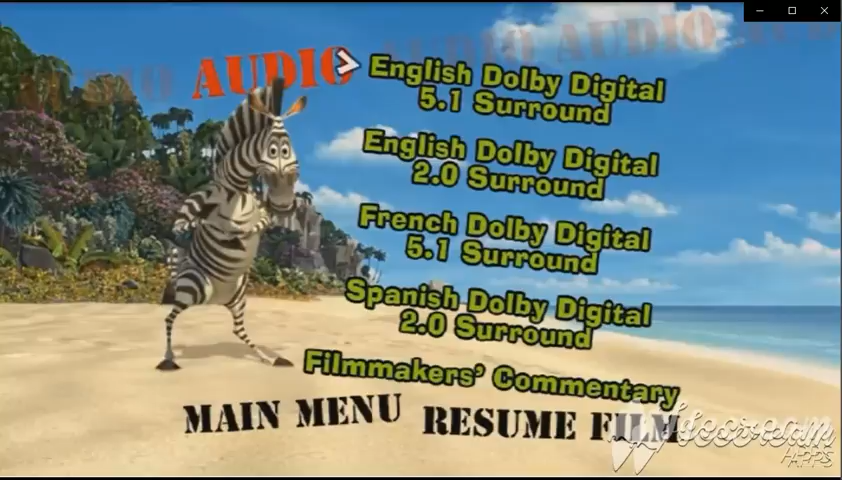 AUDIO
English Dolby Digital
5.1 Surround
English Dolby Digital
2.0 Surround
French Dolby Digital
5.1 Surround
Spanish Dolby Digital
2.0 Surround
Filmmakers' Commentary
MAIN MENU RESUME FILM
APPS